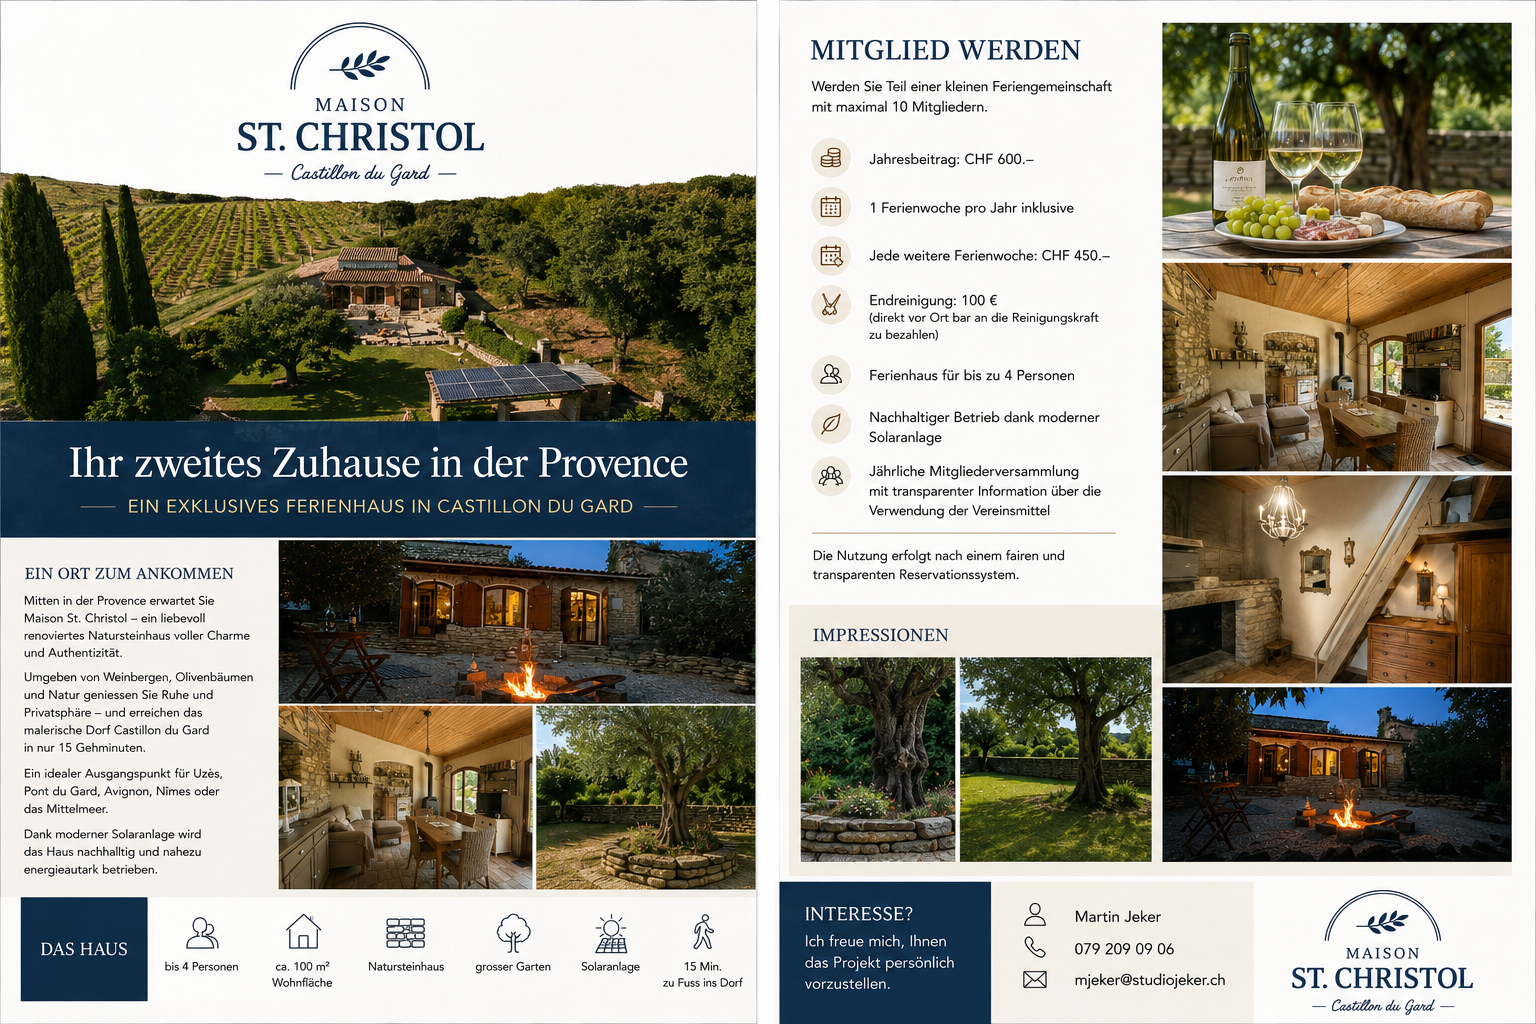 MAISON
ST. CHRISTOL
Castillon du Gard
Ihr zweites Zuhause in der Provence
EIN EXKLUSIVES FERIENHAUS IN CASTILLON DU GARD
EIN ORT ZUM ANKOMMEN
Mitten in der Provence erwartet Sie
Maison St. Christol – ein liebevoll
renoviertes Natursteinhaus voller Charme
und Authentizität.
Umgeben von Weinbergen, Olivenbäumen
und Natur geniessen Sie Ruhe und
Privatsphäre – und erreichen das
malerische Dorf Castillon du Gard
in nur 15 Gehminuten.
Ein idealer Ausgangspunkt für Uzès,
Pont du Gard, Avignon, Nîmes oder
das Mittelmeer.
Dank moderner Solaranlage wird
das Haus nachhalltig und nahezu
energieautark betrieben.
DAS HAUS
bis 4 Personen
ca. 100 m²
Wohnfläche
Natursteinhaus
grosser Garten
Solaranlage
15 Min.
zu Fuss ins Dorf
MITGLIED WERDEN
Werden Sie Teil einer kleinen Feriengemeinschaft
mit maximal 10 Mitgliedern.
Jahresbeitrag: CHF 600.–
1 Ferienwoche pro Jahr inklusive
Jede weitere Ferienwoche: CHF 450.–
Endreinigung: 100 €
(direkt vor Ort bar an die Reinigungskraft
zu bezahlen)
Ferienhaus für bis zu 4 Personen
Nachhaltiger Betrieb dank moderner
Solaranlage
Jährliche Mitgliederversammlung
mit transparenter Information über die
Verwendung der Vereinsmittel
Die Nutzung erfolgt nach einem fairen und
transparenten Reservationssystem.
IMPRESSIONEN
INTERESSE?
Ich freue mich, Ihnen
das Projekt persönlich
vorzustellen.
Martin Jeker
079 209 09 06
mjeker@studiojeker.ch
MAISON
ST. CHRISTOL
Castillon du Gard